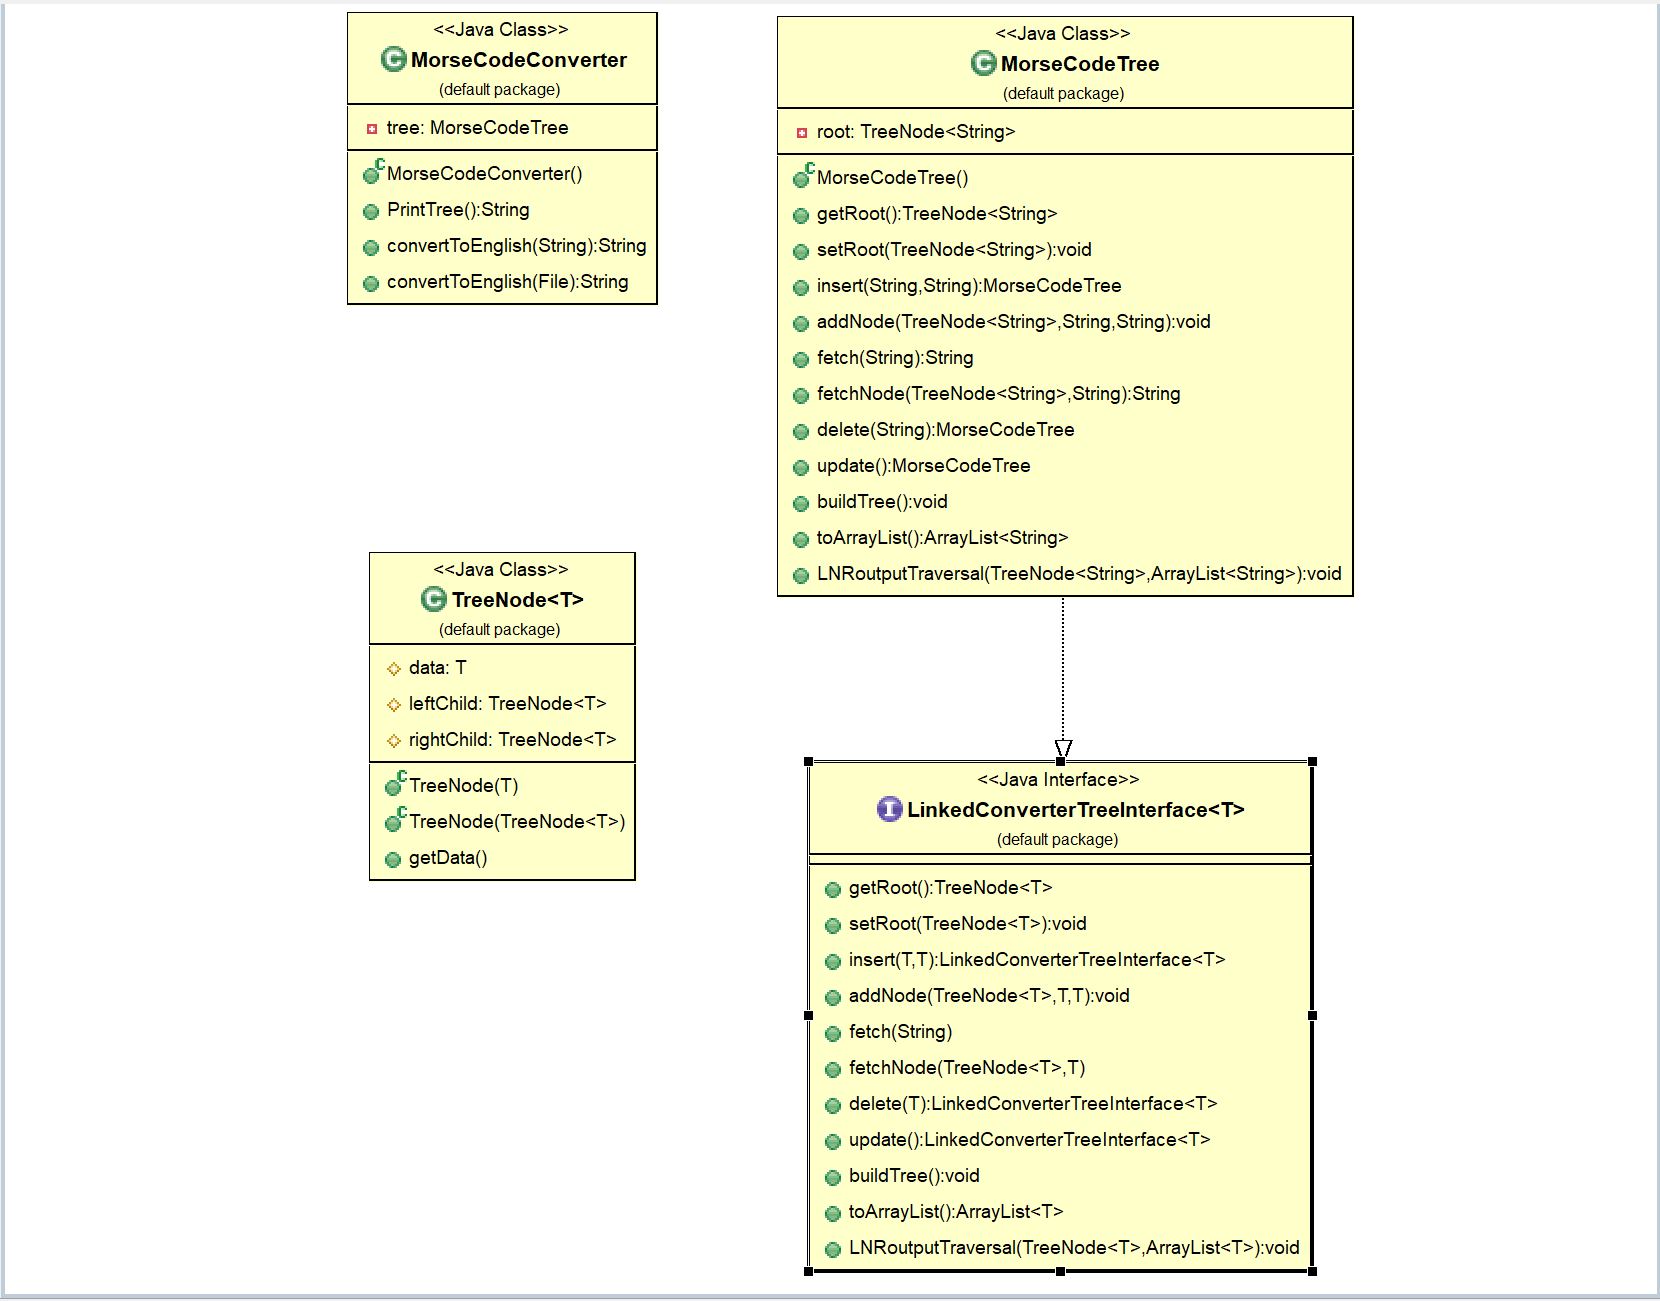 <<Java Class>>
MorseCodeConverter
(default package)
tree: MorseCodeTree
MorseCodeConverter()
PrintTree():String
convertToEnglish(String):String
convertToEnglish(File):String
<<Java Class>>
MorseCodeTree
(default package)
root: TreeNode<String>
MorseCodeTree()
getRoot():TreeNode<String>
setRoot(TreeNode<String>):void
insert(String,String):MorseCodeTree
addNode(TreeNode<String>,String,String):void
fetch(String):String
fetchNode(TreeNode<String>,String):String
delete(String):MorseCodeTree
update():MorseCodeTree
buildTree():void
toArrayList():ArrayList<String>
LNRoutputTraversal(TreeNode<String>,ArrayList<String>):void
<<Java Class>>
TreeNode<T>
(default package)
data: T
leftChild: TreeNode<T>
rightChild: TreeNode<T>
TreeNode(T)
TreeNode(TreeNode<T>)
getData()
<<Java Interface>>
LinkedConverterTreeInterface<T>
(default package)
getRoot():TreeNode<T>
setRoot(TreeNode<T>):void
insert(T,T):LinkedConverterTreeInterface<T>
addNode(TreeNode<T>,T,T):void
fetch(String)
fetchNode(TreeNode<T>,T)
delete(T):LinkedConverterTreeInterface<T>
update():LinkedConverterTreeInterface<T>
buildTree():void
toArrayList():ArrayList<T>
LNRoutputTraversal(TreeNode<T>,ArrayList<T>):void